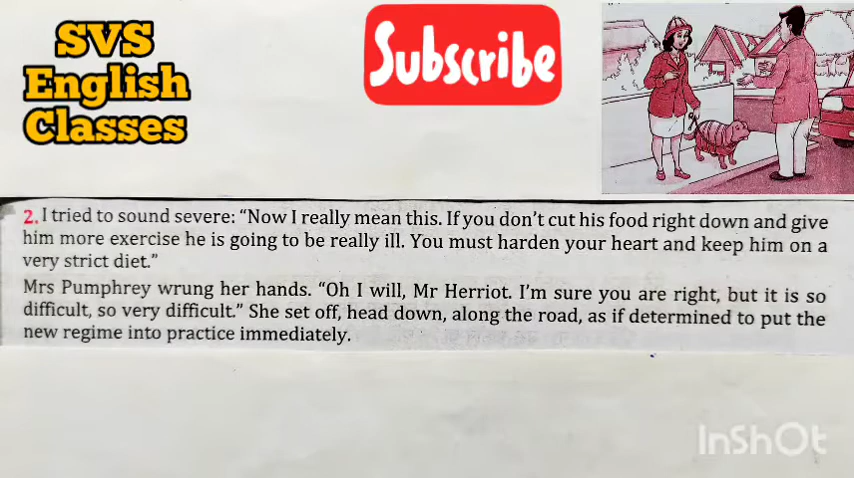 SVS
English
Classes
Subscribe
2. I tried to sound severe: “Now I really mean this. If you don’t cut his food right down and give
him more exercise he is going to be really ill. You must harden your heart and keep him on a
very strict diet.”
Mrs Pumphrey wrung her hands. “Oh I will, Mr Herriot. I’m sure you are right, but it is so
difficult, so very difficult.” She set off, head down, along the road, as if determined to put the
new regime into practice immediately.
InShOt